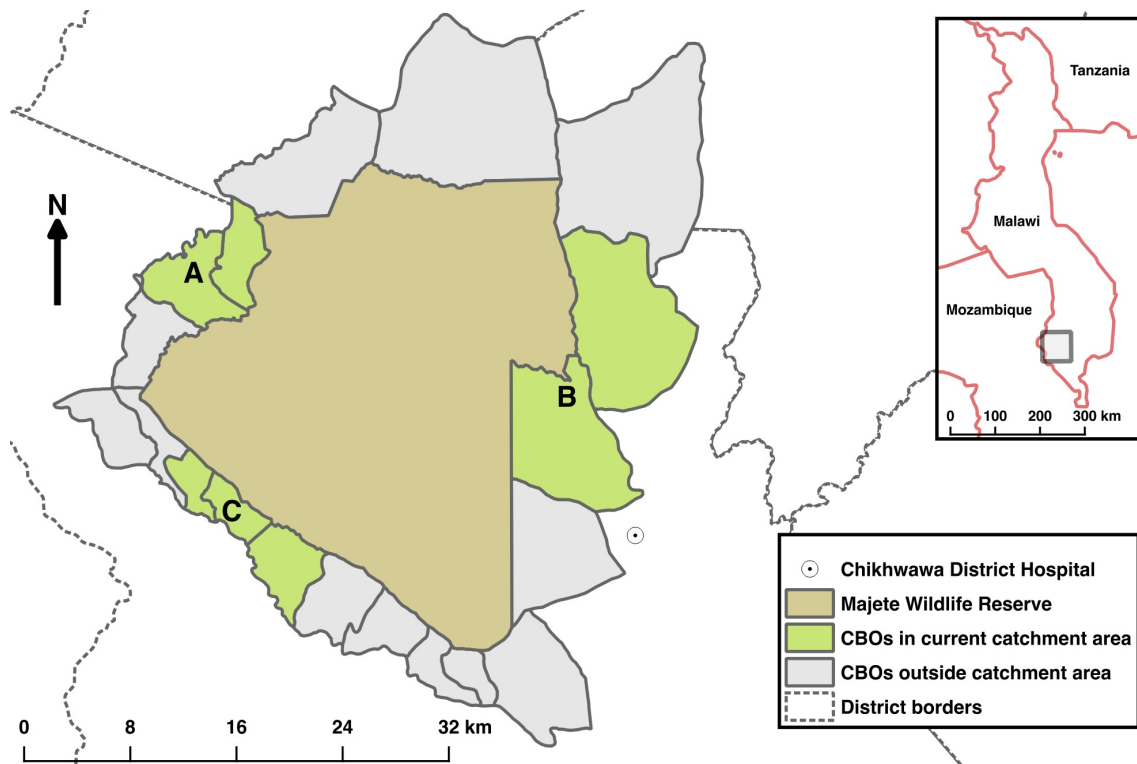 N
A
B
C
0 8 16 24 32 km
Tanzania
Malawi
Mozambique
0 100 200 300 km
Chikhwawa District Hospital
Majete Wildlife Reserve
CBOs in current catchment area
CBOs outside catchment area
District borders